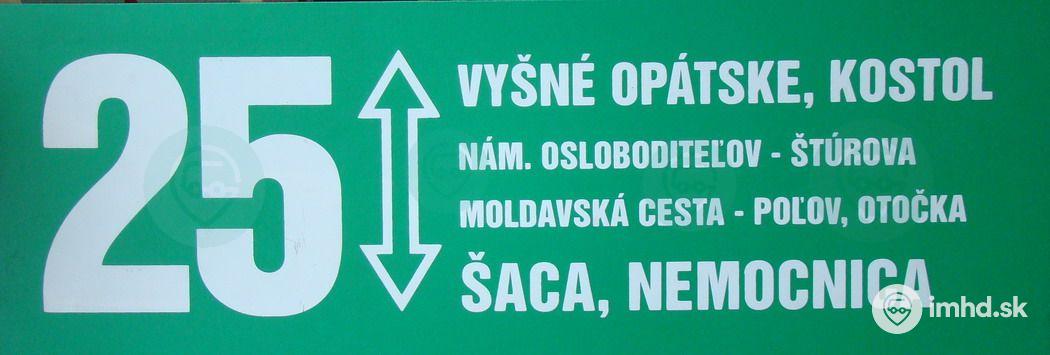 25
VYŠNÉ OPÁTSKE, KOSTOL
NÁM. OSLOBODITEĽOV - ŠTÚROVA
MOLDAVSKÁ CESTA - POĽOV, OTOČKA
ŠACA, NEMOCNICA
imhd.sk